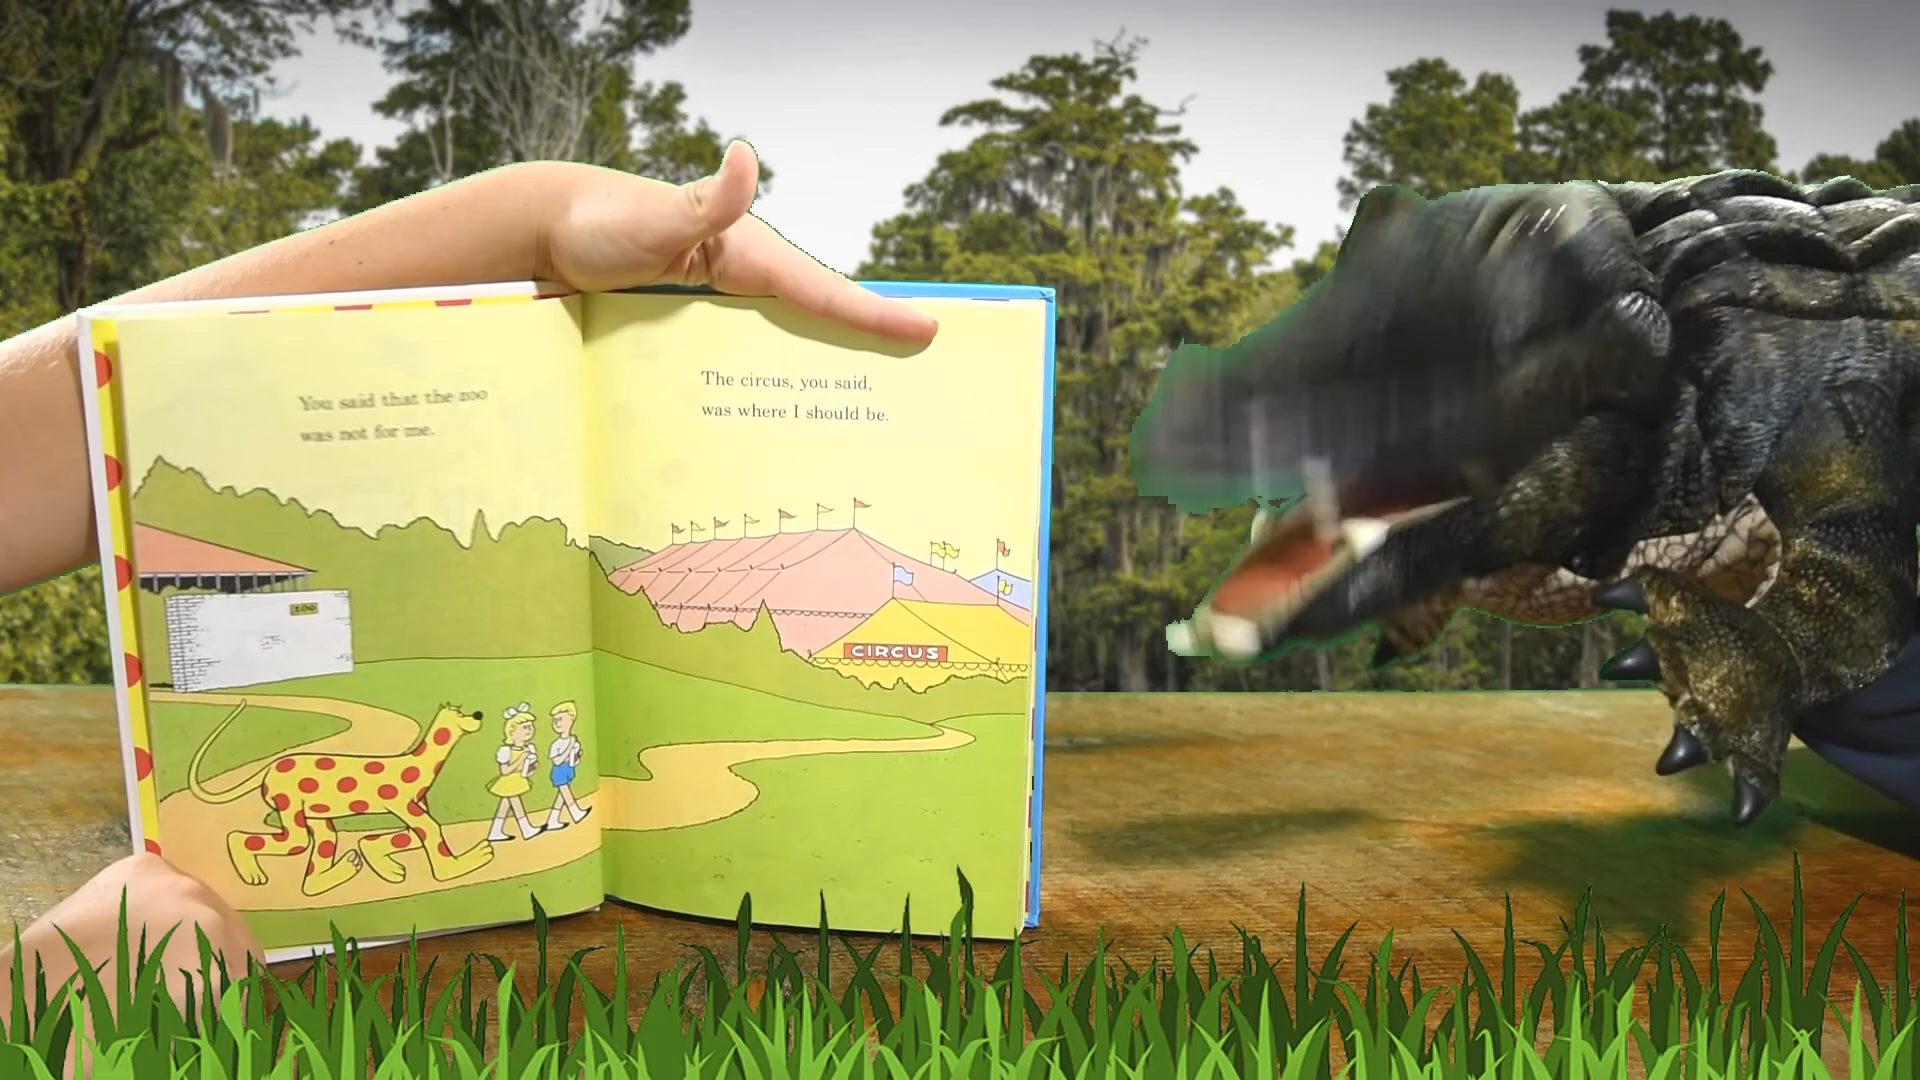 You said that the zoo
was not for me.
The circus, you said,
was where I should be.
ZOO
CIRCUS